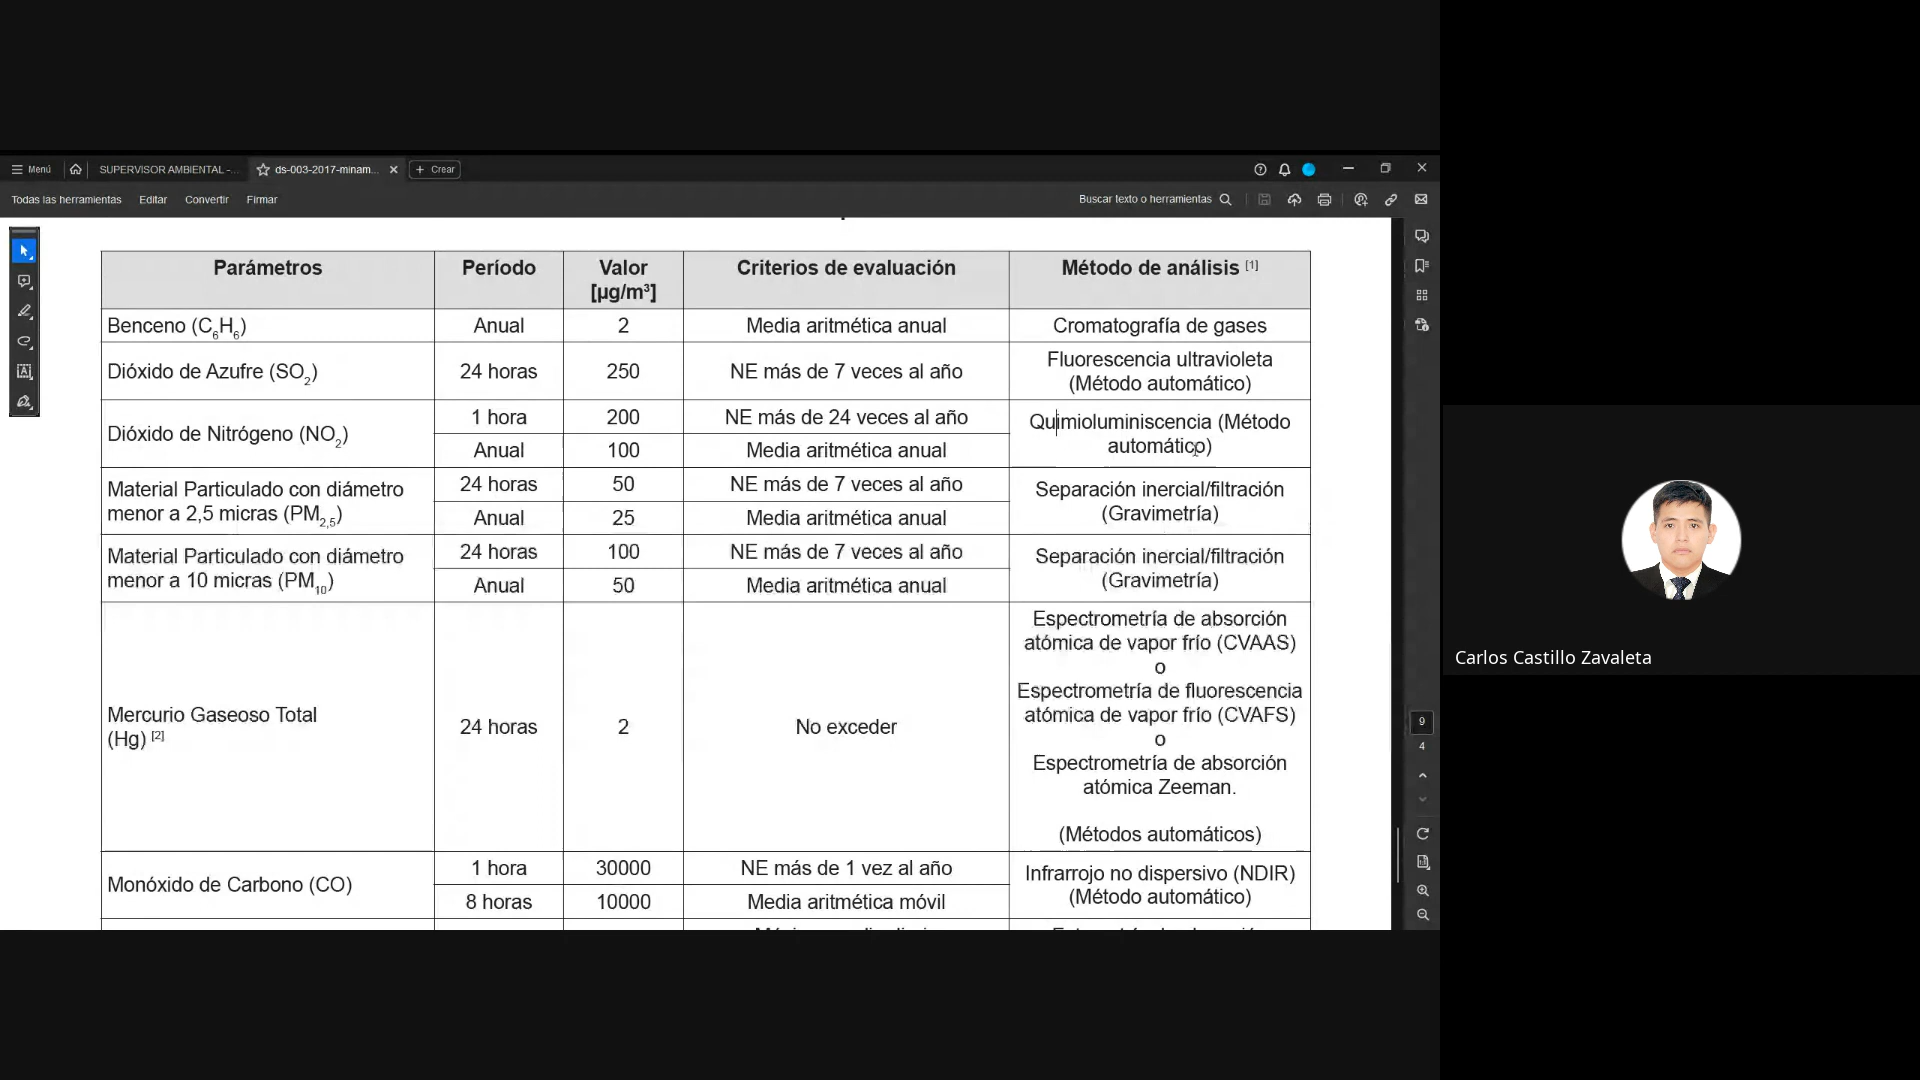 Menú
SUPERVISOR AMBIENTAL -...
ds-003-2017-minam...
Crear
Todas las herramientas
Editar
Convertir
Firmar
Buscar texto o herramientas
Parámetros
Período
Valor
[µg/m³]
Criterios de evaluación
Método de análisis [1]
Benceno (C6H6)
Anual
2
Media aritmética anual
Cromatografía de gases
Dióxido de Azufre (SO2)
24 horas
250
NE más de 7 veces al año
Fluorescencia ultravioleta
(Método automático)
Dióxido de Nitrógeno (NO2)
1 hora
200
NE más de 24 veces al año
Anual
100
Media aritmética anual
Quimioluminiscencia (Método
automático)
Material Particulado con diámetro
menor a 2,5 micras (PM2,5)
24 horas
50
NE más de 7 veces al año
Anual
25
Media aritmética anual
Separación inercial/filtración
(Gravimetría)
Material Particulado con diámetro
menor a 10 micras (PM10)
24 horas
100
NE más de 7 veces al año
Anual
50
Media aritmética anual
Separación inercial/filtración
(Gravimetría)
Mercurio Gaseoso Total
(Hg) [2]
24 horas
2
No exceder
Espectrometría de absorción
atómica de vapor frío (CVAAS)
o
Espectrometría de fluorescencia
atómica de vapor frío (CVAFS)
o
Espectrometría de absorción
atómica Zeeman.
(Métodos automáticos)
Monóxido de Carbono (CO)
1 hora
30000
NE más de 1 vez al año
8 horas
10000
Media aritmética móvil
Infrarrojo no dispersivo (NDIR)
(Método automático)
9
4
Carlos Castillo Zavaleta